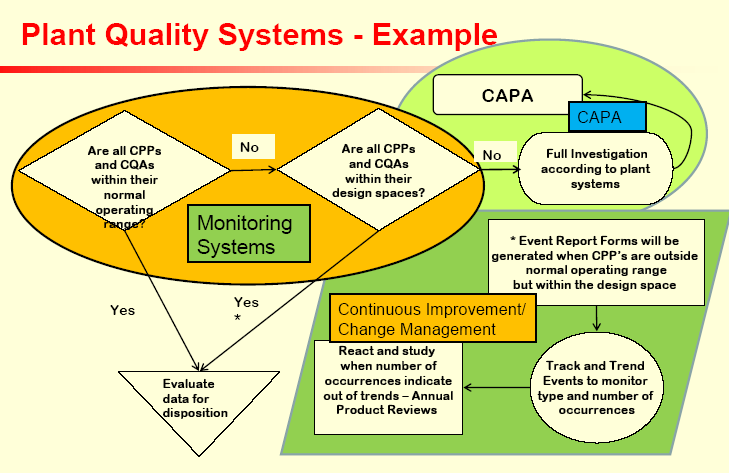 Plant Quality Systems - Example
CAPA
CAPA
Are all CPPs
and CQAs
within their
normal
operating
range?
No
Are all CPPs
and CQAs
within their
design spaces?
No
Full Investigation
according to plant
systems
Monitoring
Systems
* Event Report Forms will be
generated when CPP's are outside
normal operating range
but within the design space
Yes
Yes
*
Continuous Improvement/
Change Management
React and study
when number of
occurrences indicate
out of trends – Annual
Product Reviews
Track and Trend
Events to monitor
type and number of
occurrences
Evaluate
data for
disposition